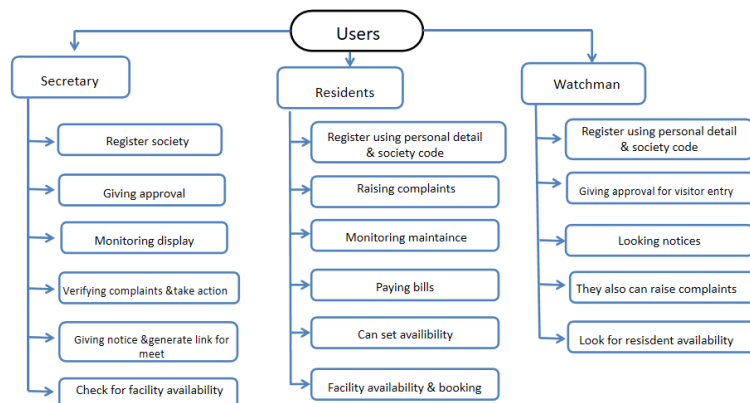 Users
Secretary
Register society
Giving approval
Monitoring display
Verifying complaints &take action
Giving notice &generate link for
meet
Check for facility availability
Residents
Register using personal detail
& society code
Raising complaints
Monitoring maintaince
Paying bills
Can set availibility
Facility availability & booking
Watchman
Register using personal detail
& society code
Giving approval for visitor entry
Looking notices
They also can raise complaints
Look for resisdent availability